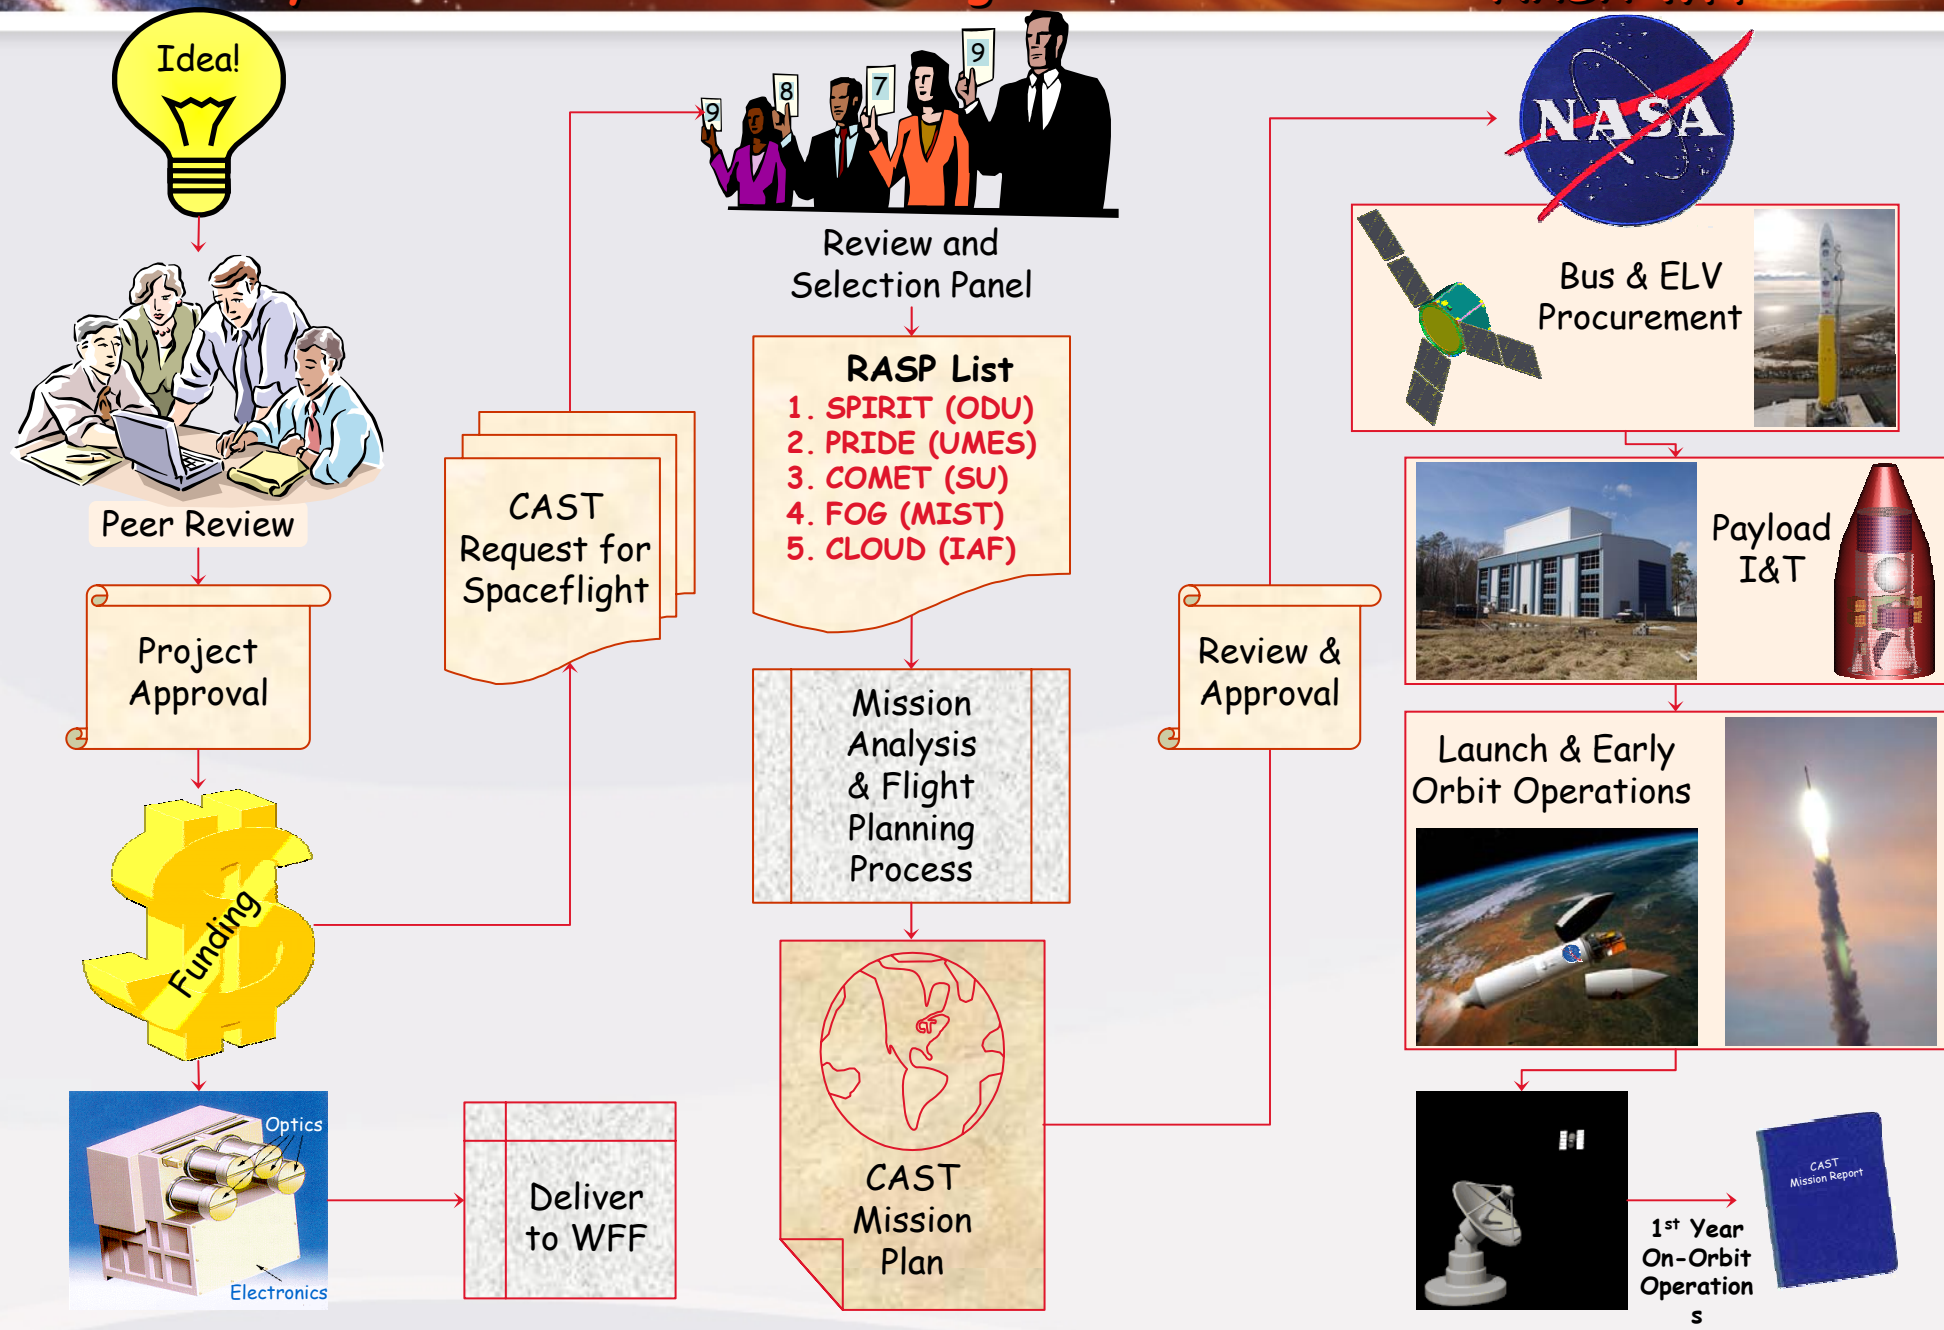 Idea!
Peer Review
Project
Approval
Funding
Optics
Electronics
Deliver
to WFF
CAST
Request for
Spaceflight
9
8
7
9
Review and
Selection Panel
RASP List
1. SPIRIT (ODU)
2. PRIDE (UMES)
3. COMET (SU)
4. FOG (MIST)
5. CLOUD (IAF)
Mission
Analysis
& Flight
Planning
Process
CT
CAST
Mission
Plan
Review &
Approval
NASA
Bus & ELV
Procurement
Payload
I&T
Launch & Early
Orbit Operations
1st Year
On-Orbit
Operation
s
CAST
Mission Report